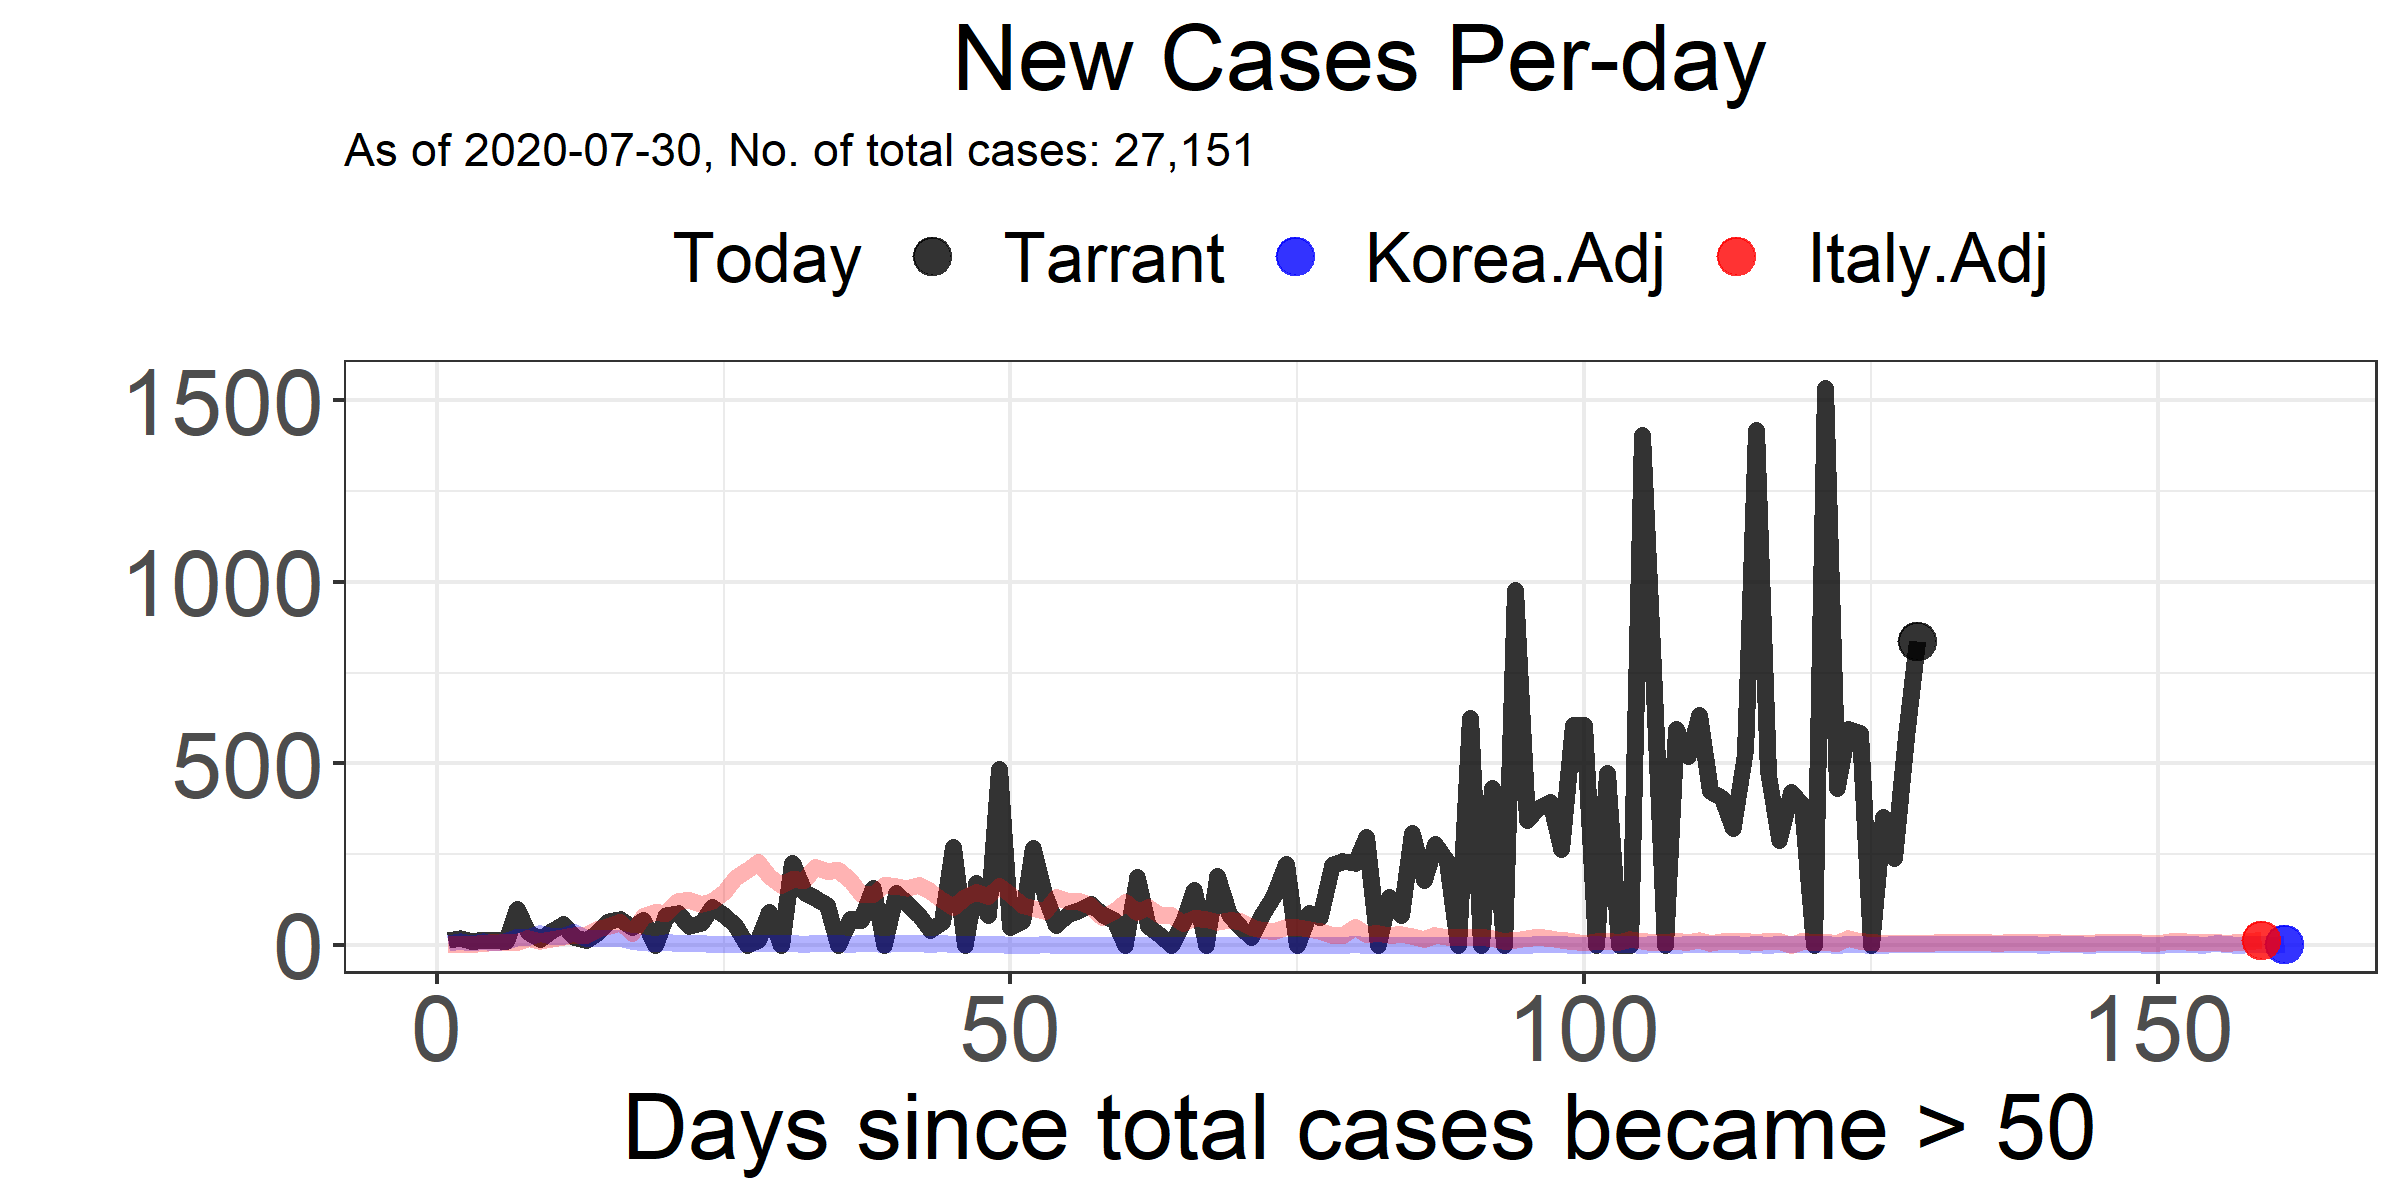 New Cases Per-day
As of 2020-07-30, No. of total cases: 27,151
Today Tarrant Korea.Adj Italy.Adj
1500
1000
500
0
0 50 100 150
Days since total cases became > 50